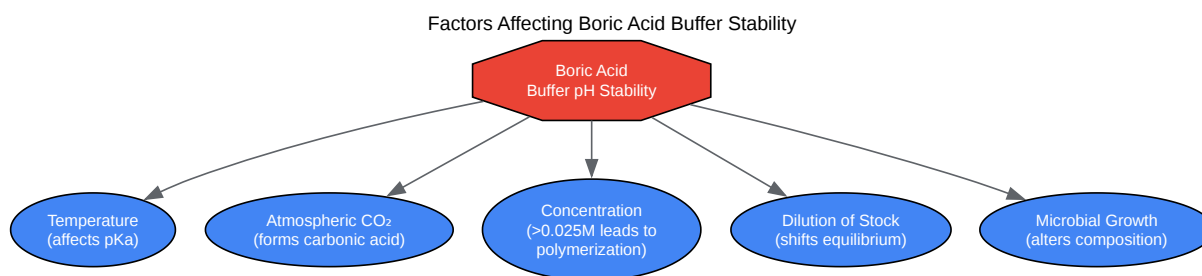 Factors Affecting Boric Acid Buffer Stability
Boric Acid
Buffer pH Stability
Temperature
(affects pKa)
Atmospheric CO₂
(forms carbonic acid)
Concentration
(>0.025M leads to
polymerization)
Dilution of Stock
(shifts equilibrium)
Microbial Growth
(alters composition)